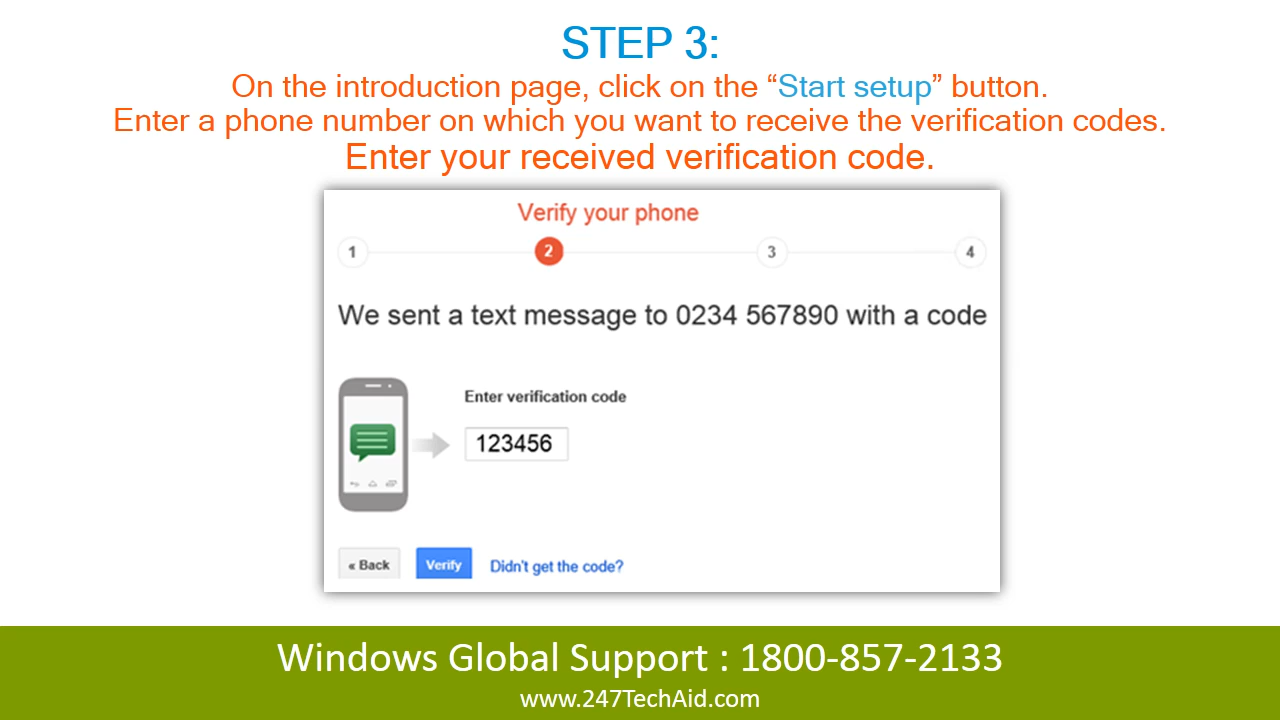 STEP 3:
On the introduction page, click on the “Start setup” button.
Enter a phone number on which you want to receive the verification codes.
Enter your received verification code.
Verify your phone
1 2 3 4
We sent a text message to 0234 567890 with a code
Enter verification code
123456
« Back Verify Didn't get the code?
Windows Global Support : 1800-857-2133
www.247TechAid.com